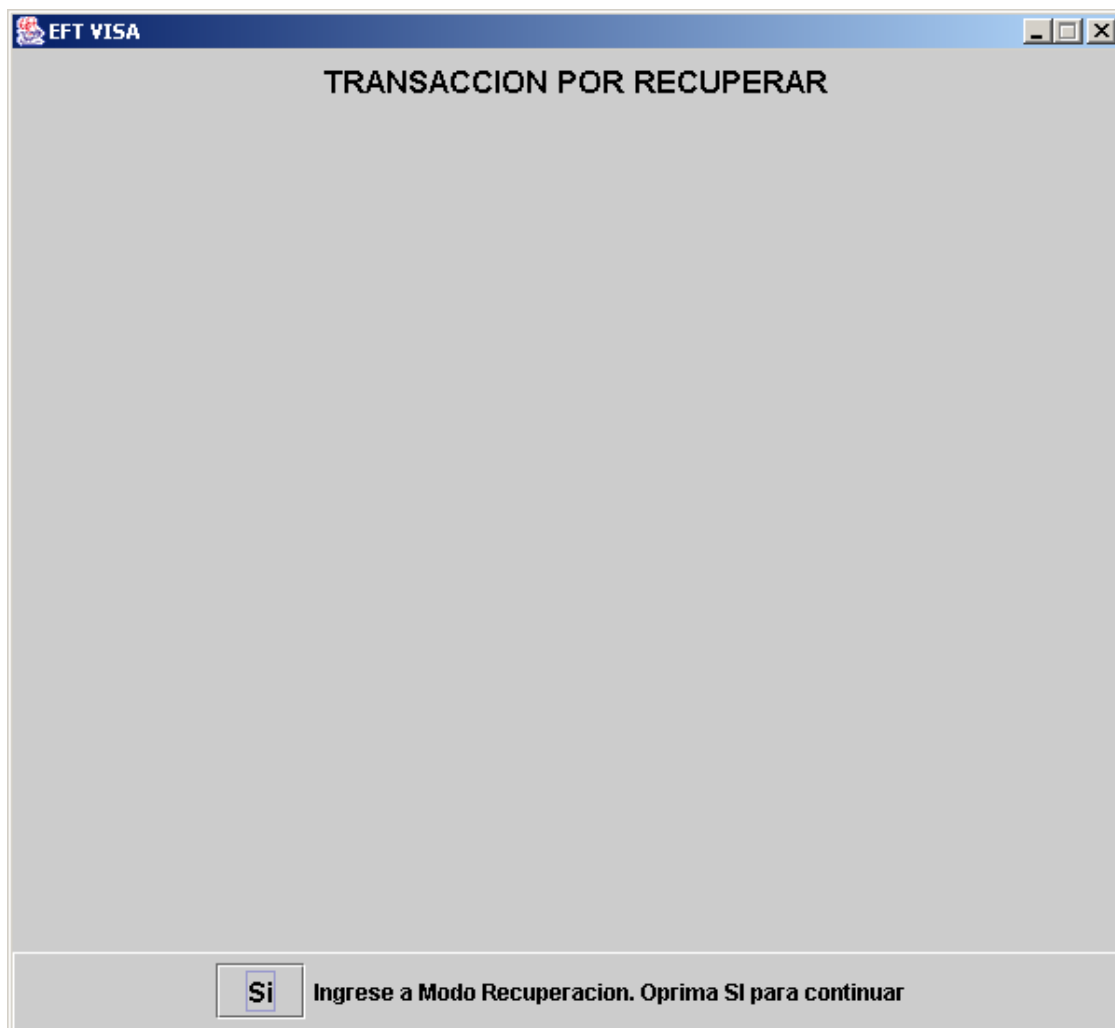 EFT VISA
TRANSACCION POR RECUPERAR
Si Ingrese a Modo Recuperacion. Oprima SI para continuar